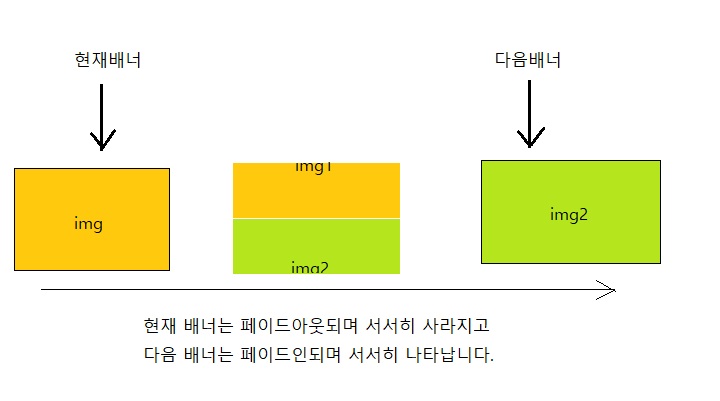 현재배너
다음배너
img
img1
img2
img2
현재 배너는 페이드아웃되며 서서히 사라지고
다음 배너는 페이드인되며 서서히 나타납니다.